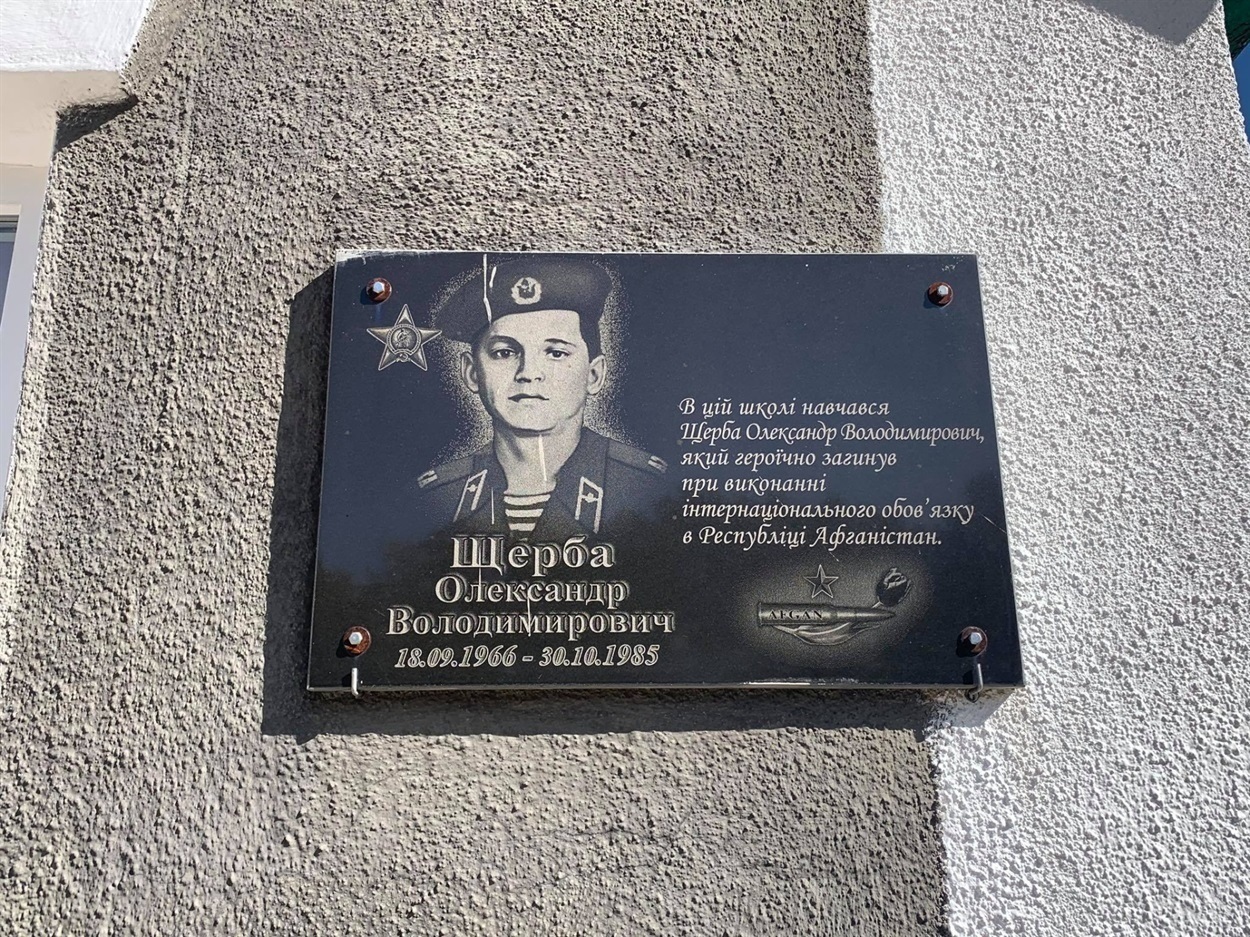 Щерба
Олександр
Володимирович
18.09.1966 - 30.10.1985
В цій школі навчався
Щерба Олександр Володимирович,
який героїчно загинув
при виконанні
інтернаціонального обов’язку
в Республіці Афганістан.
AFGAN